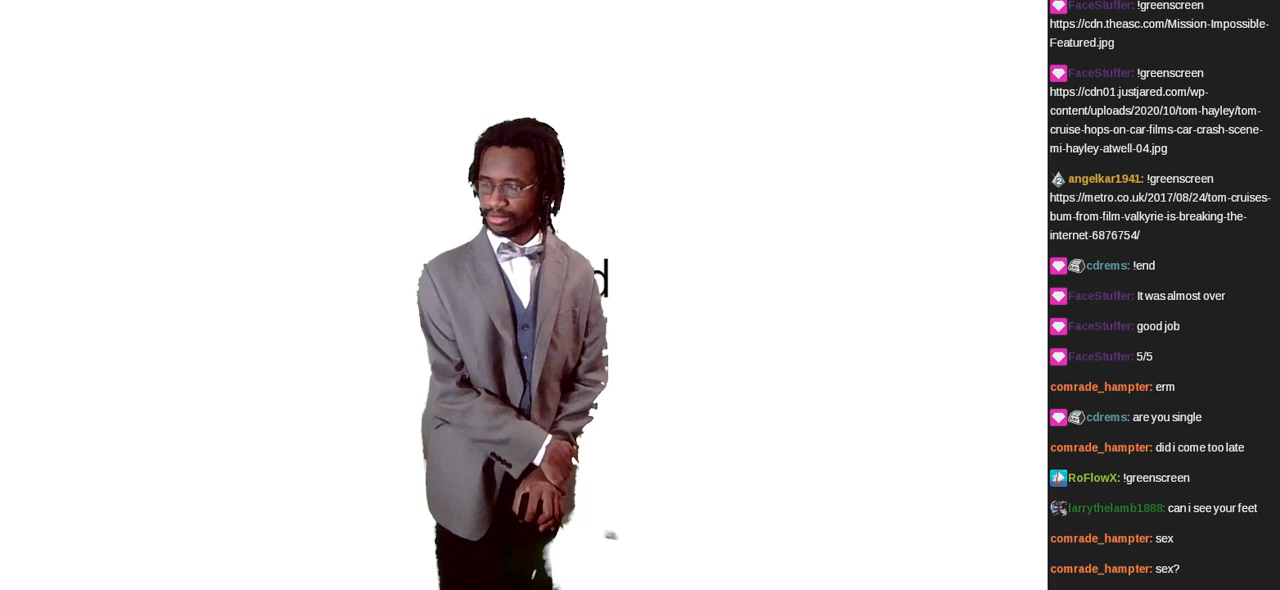 d
FaceStuffer: !greenscreen
https://cdn.theasc.com/Mission-Impossible-
Featured.jpg
FaceStuffer: !greenscreen
https://cdn01.justjared.com/wp-
content/uploads/2020/10/tom-hayley/tom-
cruise-hops-on-car-films-car-crash-scene-
mi-hayley-atwell-04.jpg
2
angelkar1941: !greenscreen
https://metro.co.uk/2017/08/24/tom-cruises-
bum-from-film-valkyrie-is-breaking-the-
internet-6876754/
cdrems: !end
FaceStuffer: It was almost over
FaceStuffer: good job
FaceStuffer: 5/5
comrade_hampter: erm
cdrems: are you single
comrade_hampter: did i come too late
RoFlowX: !greenscreen
larrythelamb1888: can i see your feet
comrade_hampter: sex
comrade_hampter: sex?